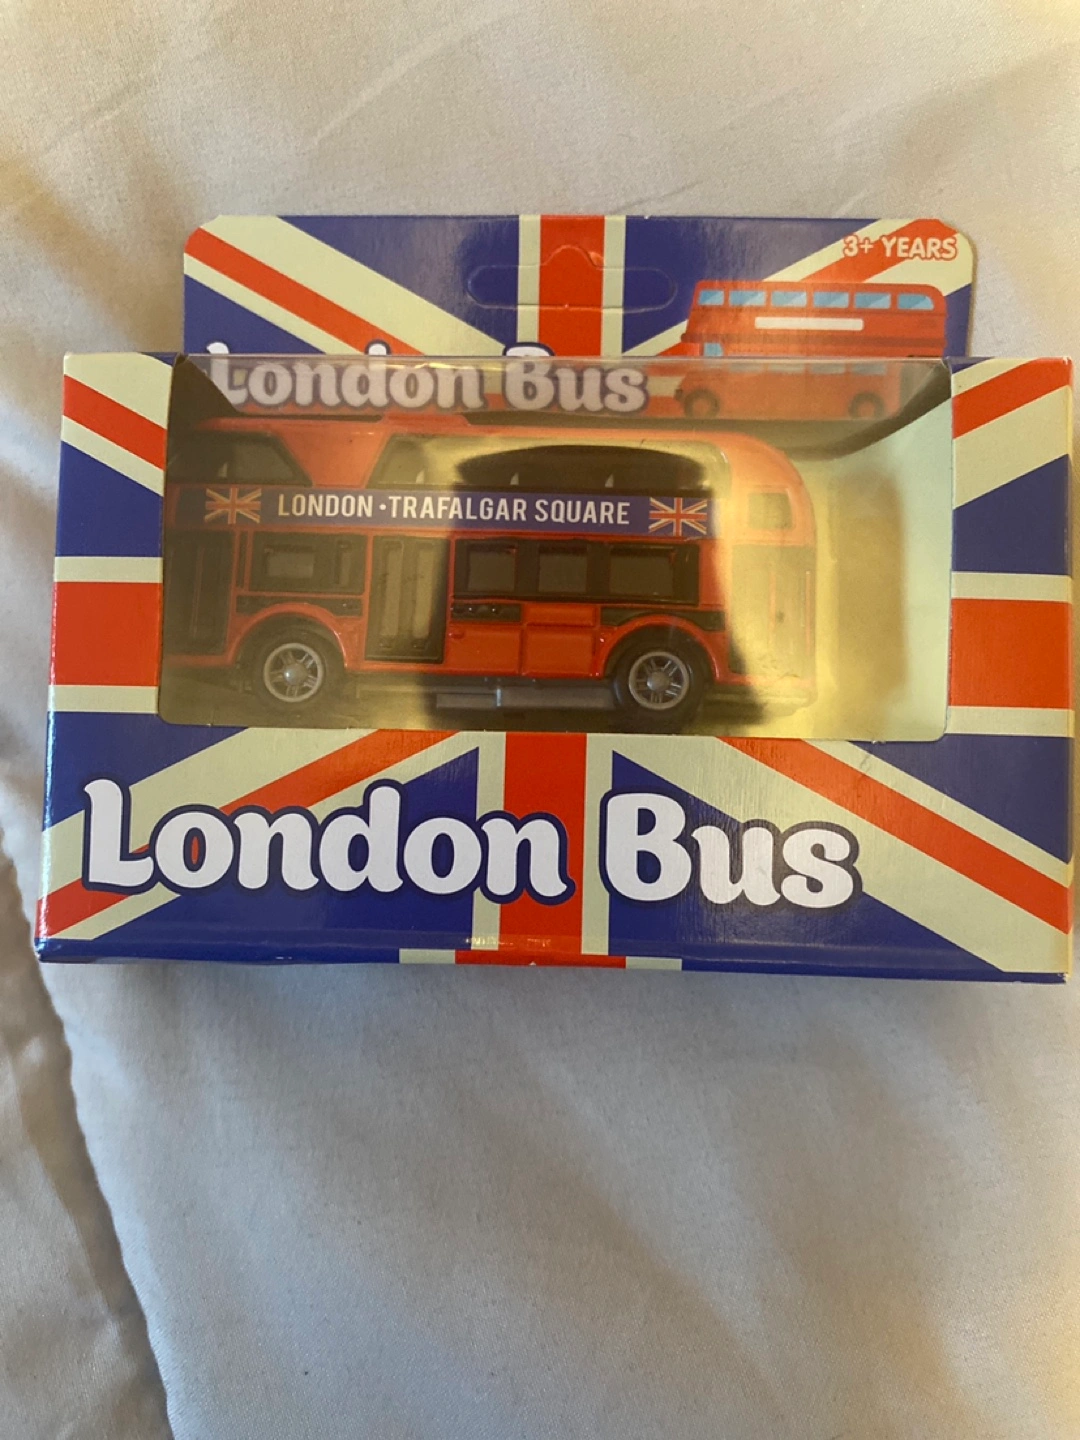 3+ YEARS
London Bus
LONDON · TRAFALGAR SQUARE
London Bus